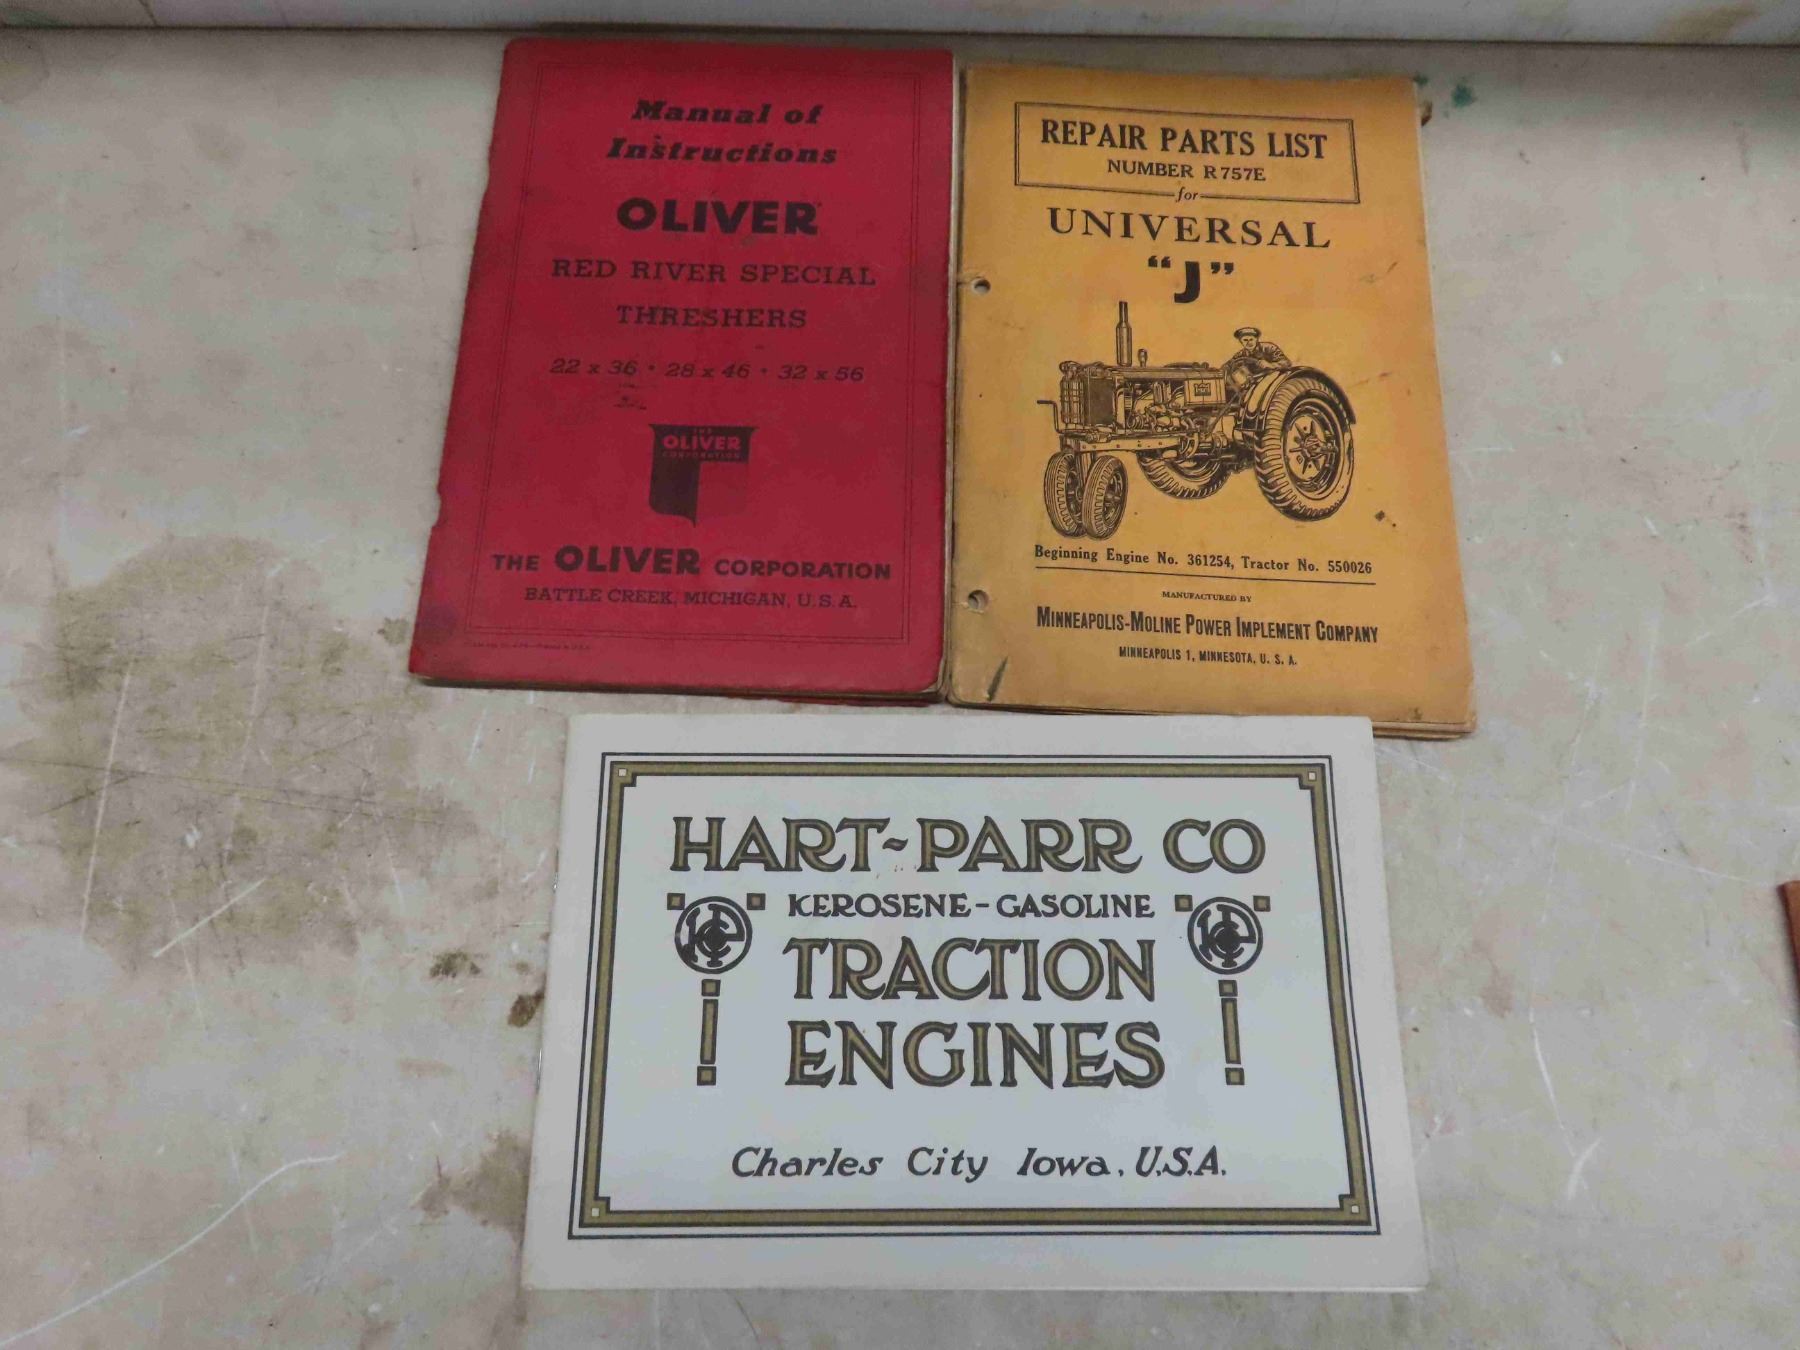 Manual of
Instructions
OLIVER
RED RIVER SPECIAL
THRESHERS
22 x 36 • 28 x 46 • 32 x 56
THE
OLIVER
CORPORATION
THE OLIVER CORPORATION
BATTLE CREEK, MICHIGAN, U.S.A.
REPAIR PARTS LIST
NUMBER R757E
for
UNIVERSAL
"J"
Beginning Engine No. 361254, Tractor No. 550026
MANUFACTURED BY
MINNEAPOLIS-MOLINE POWER IMPLEMENT COMPANY
MINNEAPOLIS 1, MINNESOTA, U. S. A.
HART~PARR CO
KEROSENE-GASOLINE
TRACTION
ENGINES
Charles City Iowa, U.S.A.